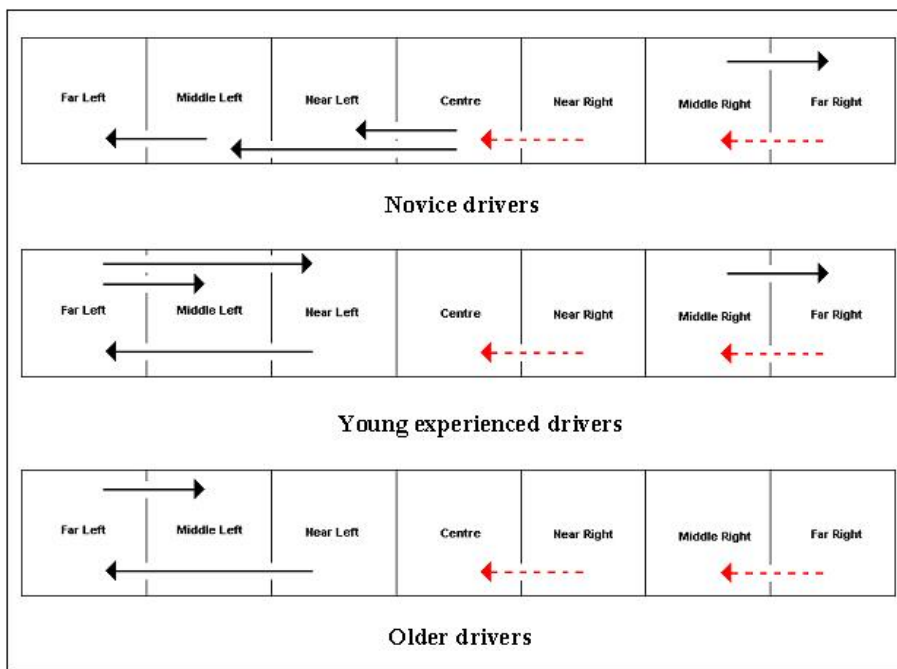 Far Left Middle Left Near Left Centre Near Right Middle Right Far Right
Novice drivers
Far Left Middle Left Near Left Centre Near Right Middle Right Far Right
Young experienced drivers
Far Left Middle Left Near Left Centre Near Right Middle Right Far Right
Older drivers